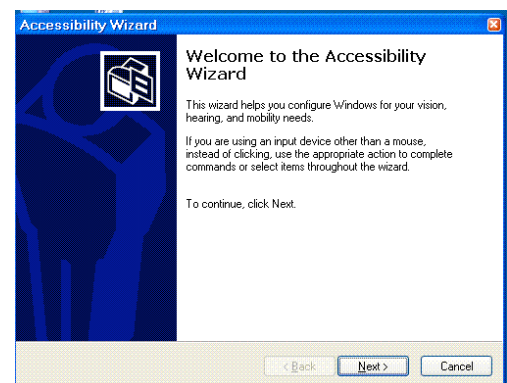 Accessibility Wizard
Welcome to the Accessibility
Wizard
This wizard helps you configure Windows for your vision,
hearing, and mobility needs.
If you are using an input device other than a mouse,
instead of clicking, use the appropriate action to complete
commands or select items throughout the wizard.
To continue, click Next.
< Back Next > Cancel